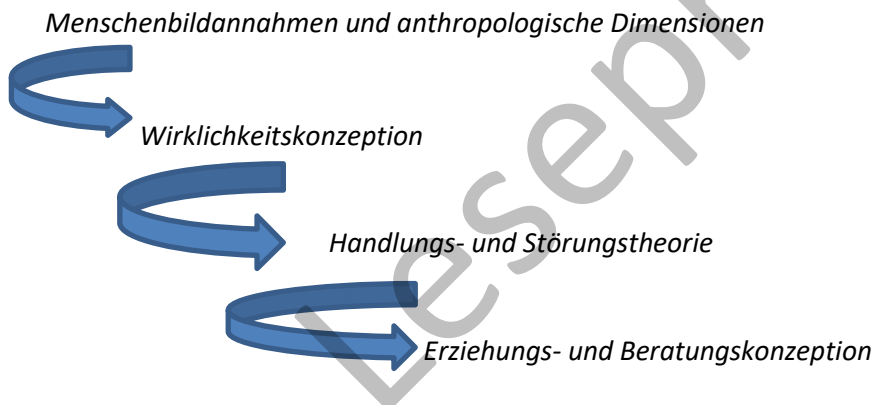 Menschenbildannahmen und anthropologische Dimensionen
Wirklichkeitskonzeption
Handlungs- und Störungstheorie
Erziehungs- und Beratungskonzeption